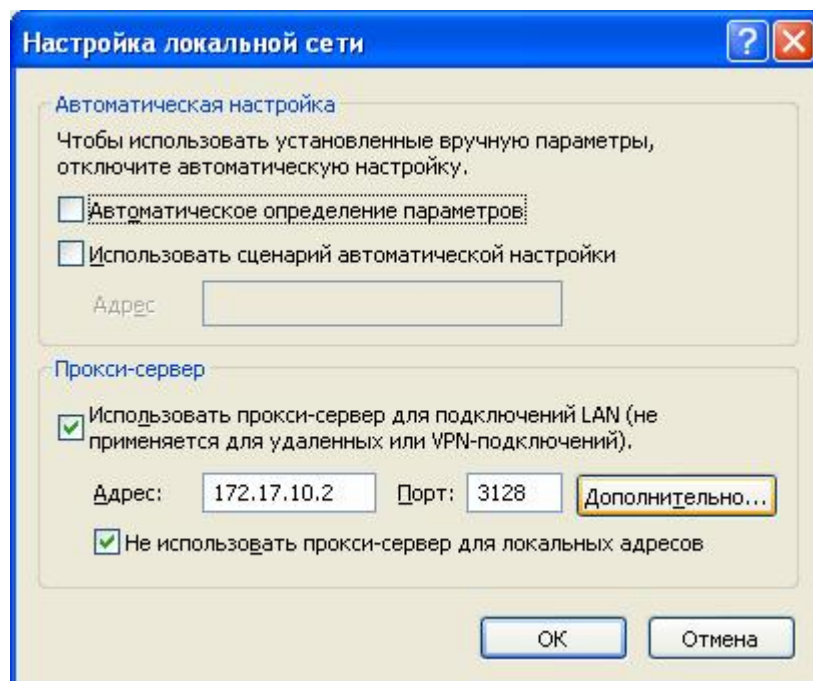 Настройка локальной сети
Автоматическая настройка
Чтобы использовать установленные вручную параметры,
отключите автоматическую настройку.
Автоматическое определение параметров
Использовать сценарий автоматической настройки
Адрес
Прокси-сервер
Использовать прокси-сервер для подключений LAN (не
применяется для удаленных или VPN-подключений).
Адрес: 172.17.10.2 Порт: 3128 Дополнительно...
Не использовать прокси-сервер для локальных адресов
ОК Отмена